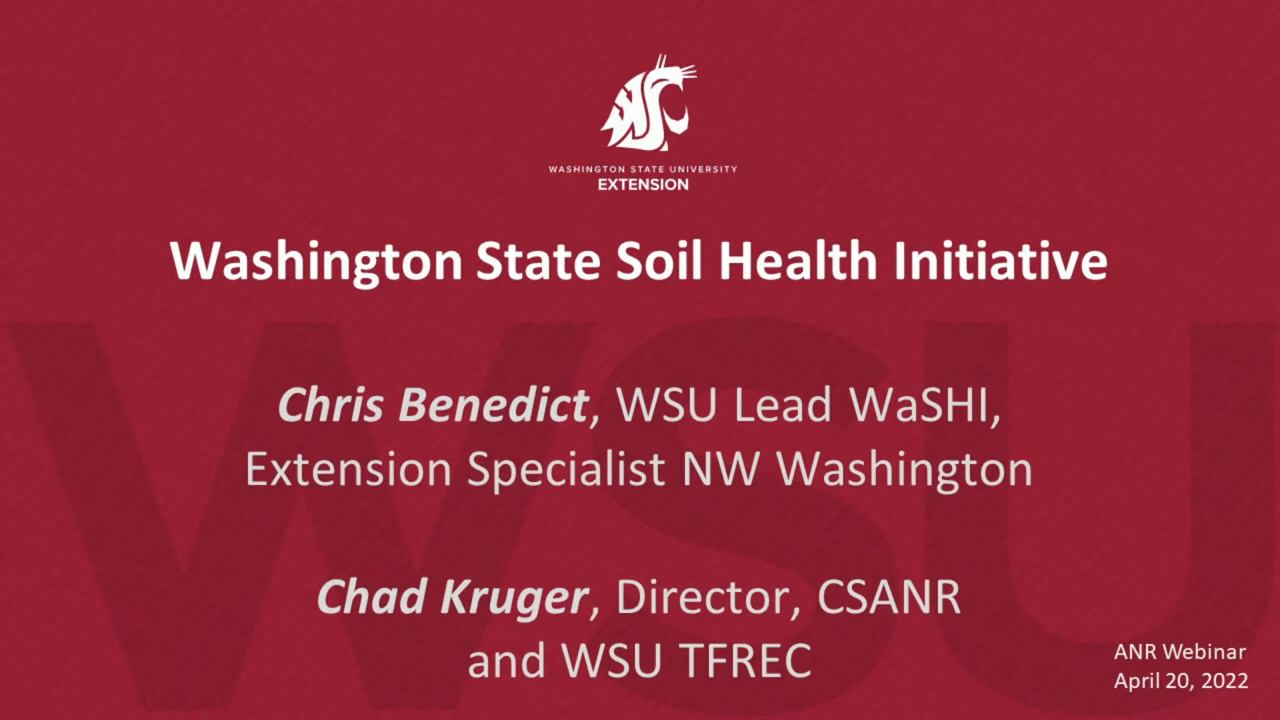 WASHINGTON STATE UNIVERSITY
EXTENSION
Washington State Soil Health Initiative
Chris Benedict, WSU Lead WaSHI,
Extension Specialist NW Washington
Chad Kruger, Director, CSANR
and WSU TFREC
ANR Webinar
April 20, 2022
WSU